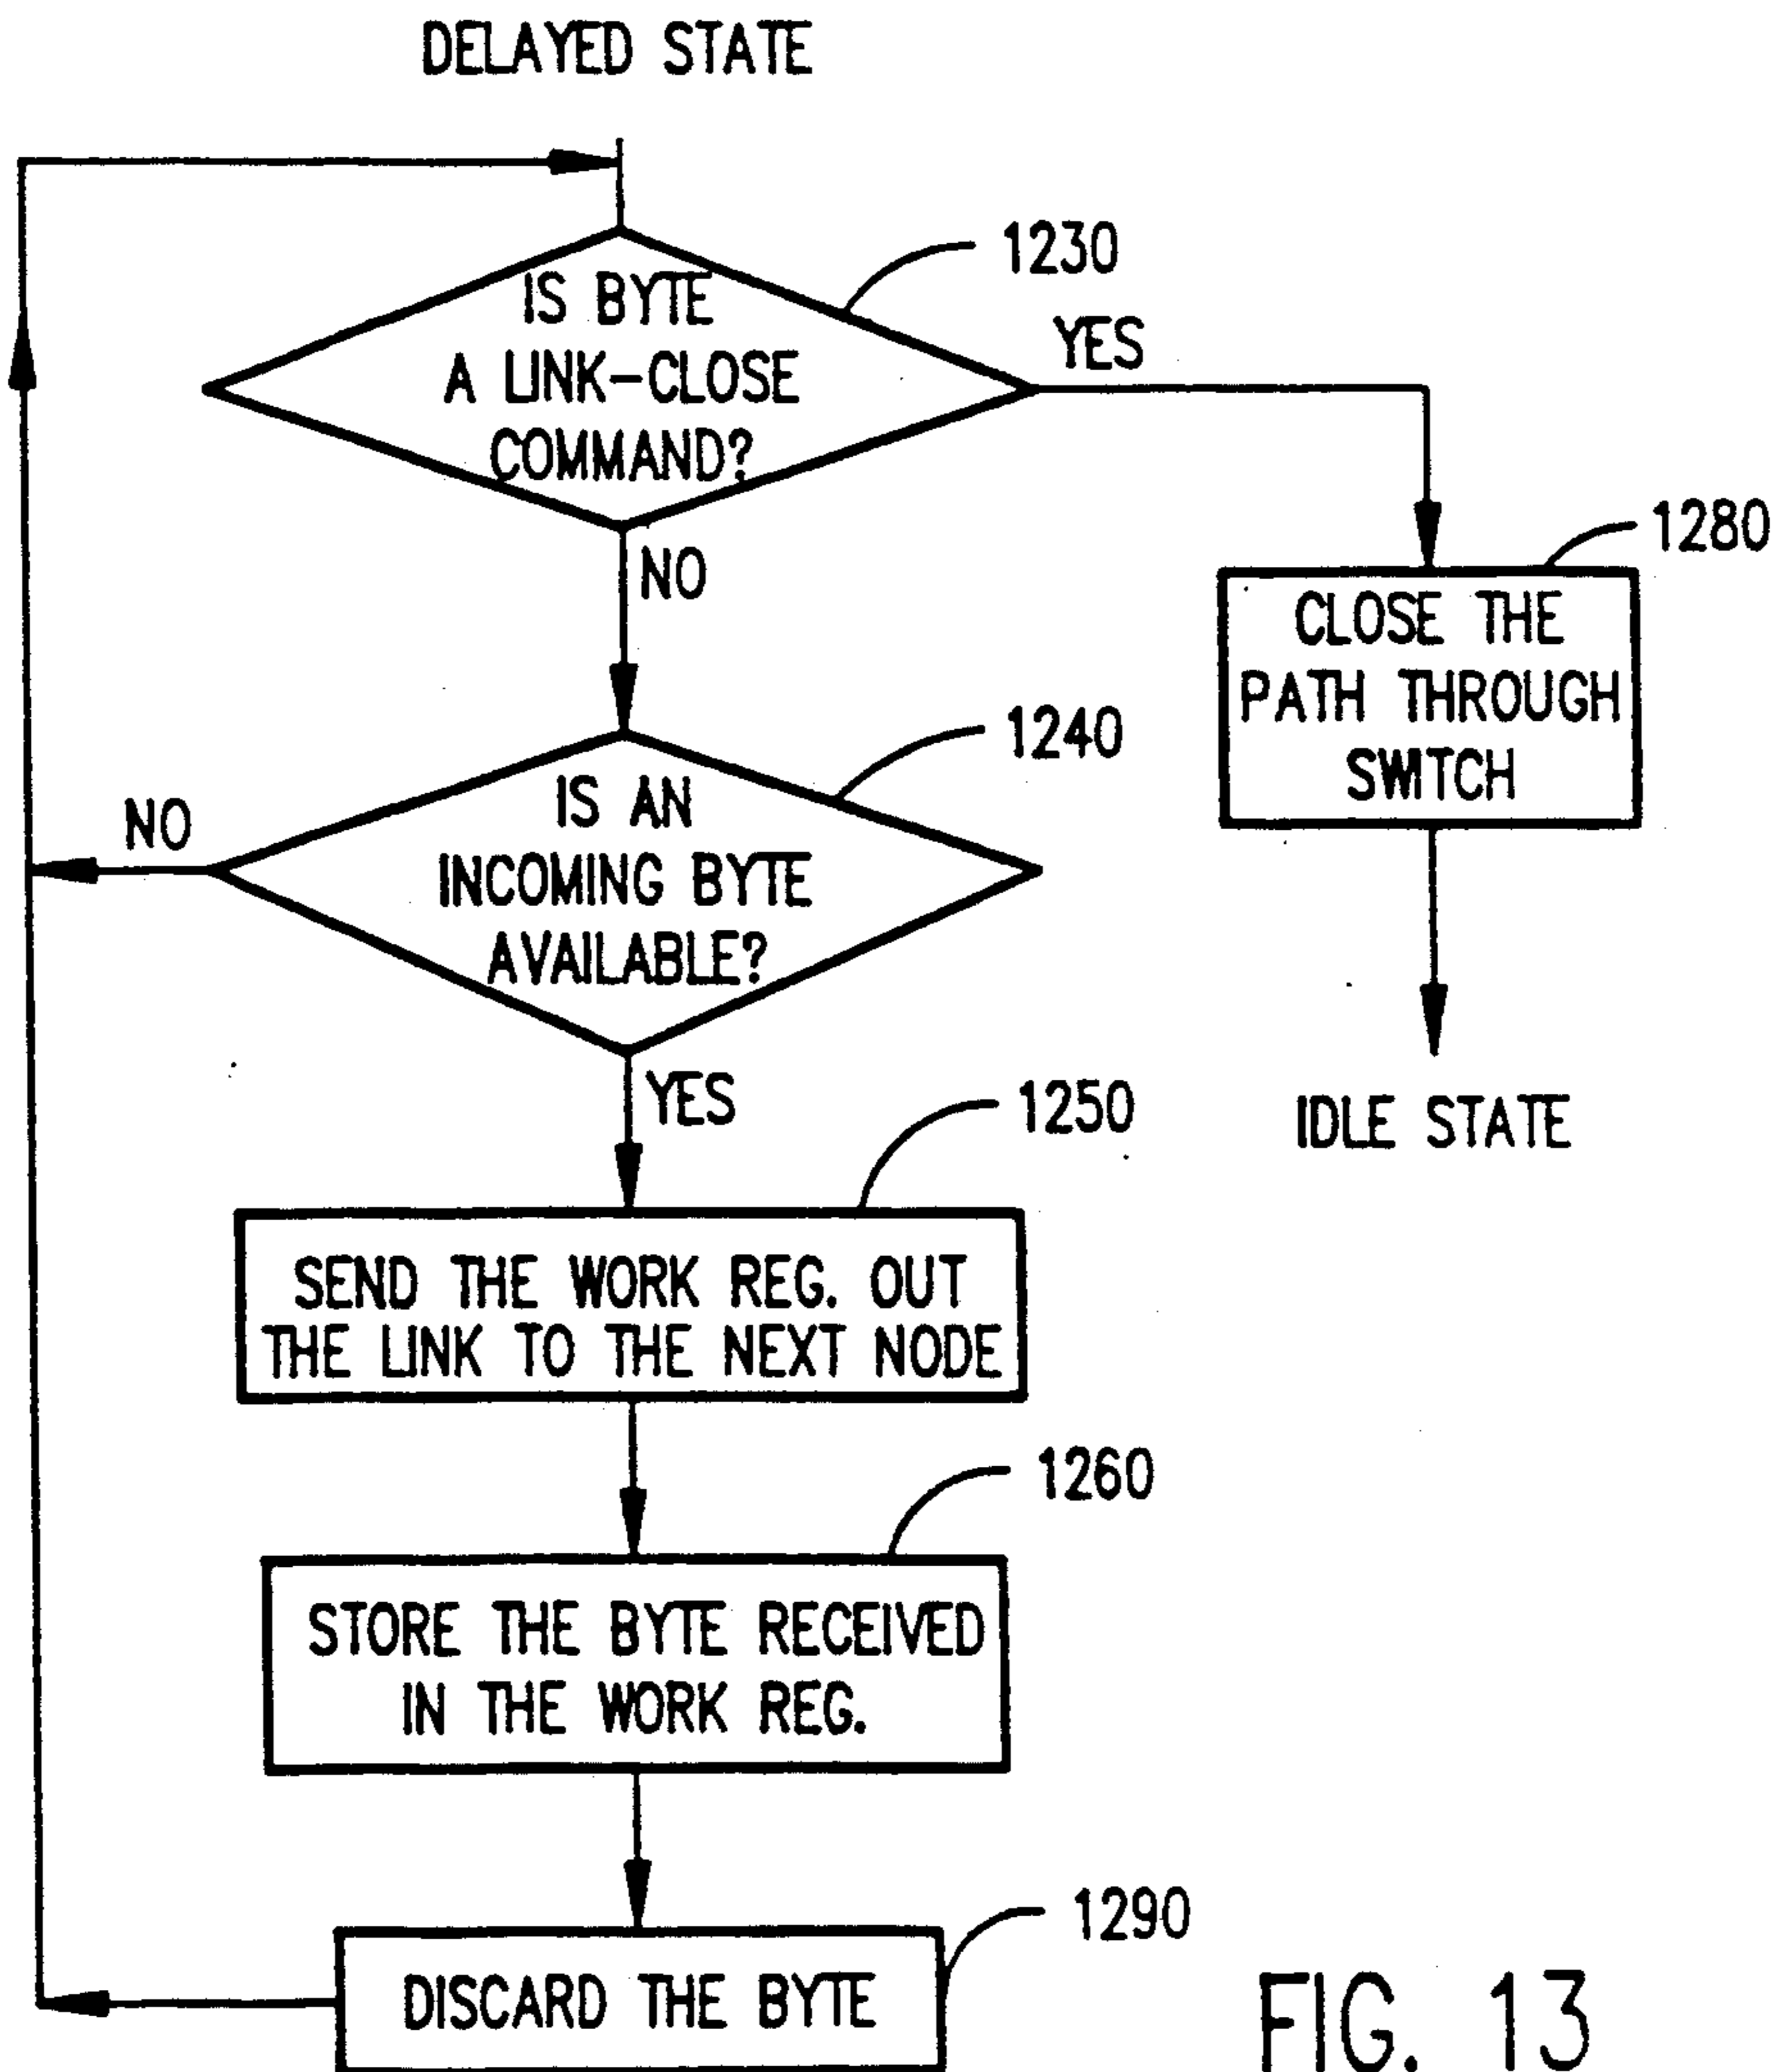 DELAYED STATE
1230
IS BYTE
A LINK-CLOSE
COMMAND?
YES
NO
1280
CLOSE THE
PATH THROUGH
SWITCH
IDLE STATE
1240
IS AN
INCOMING BYTE
AVAILABLE?
NO
YES
1250
SEND THE WORK REG. OUT
THE LINK TO THE NEXT NODE
1260
STORE THE BYTE RECEIVED
IN THE WORK REG.
1290
DISCARD THE BYTE
FIG. 13